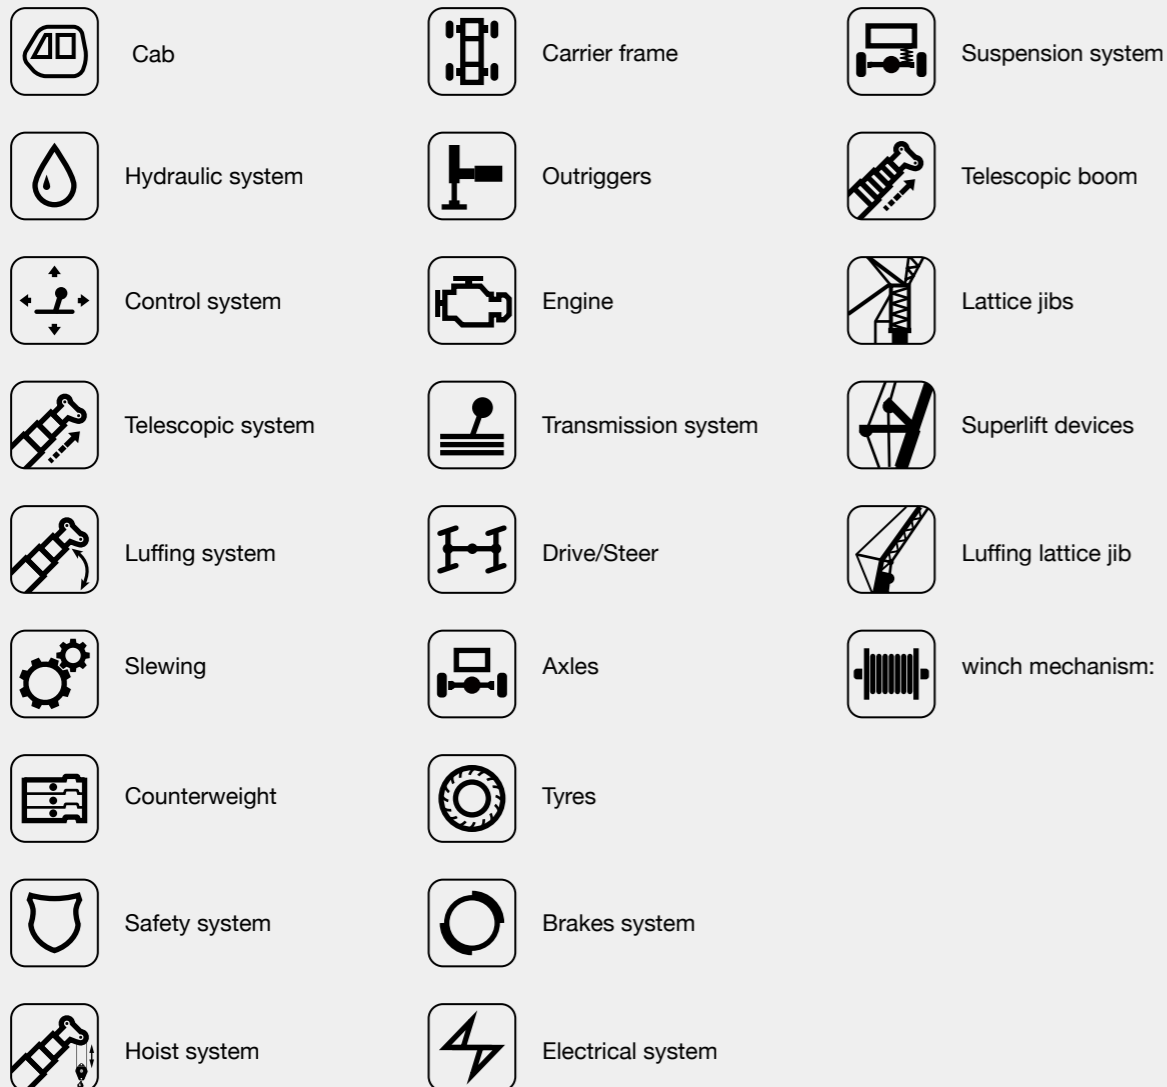 Cab
Hydraulic system
Control system
Telescopic system
Luffing system
Slewing
Counterweight
Safety system
Hoist system
Carrier frame
Outriggers
Engine
Transmission system
Drive/Steer
Axles
Tyres
Brakes system
Electrical system
Suspension system
Telescopic boom
Lattice jibs
Superlift devices
Luffing lattice jib
winch mechanism: